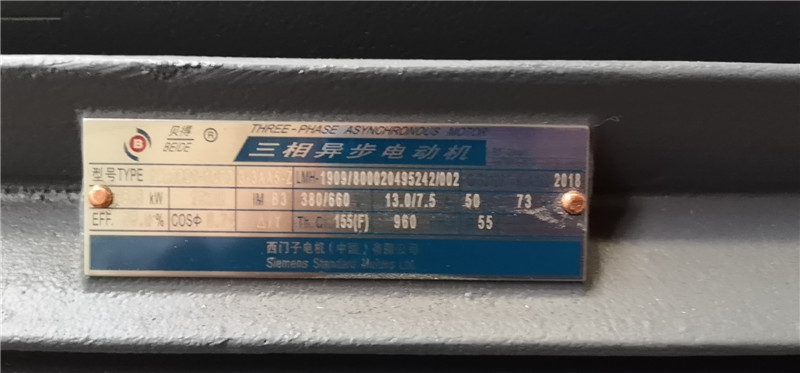 贝得 ® THREE-PHASE ASYNCHRONOUS MOTOR
B BEIDE 三相异步电动机
型号TYPE LMH-1909/800020495242/002 2018
kW IM B3 380/660 13.0/7.5 50 73
EFF. % COSΦ Δ/Y Th.C 155(F) 960 55
西门子电机(中国)有限公司
Siemens Standard Motors Ltd.